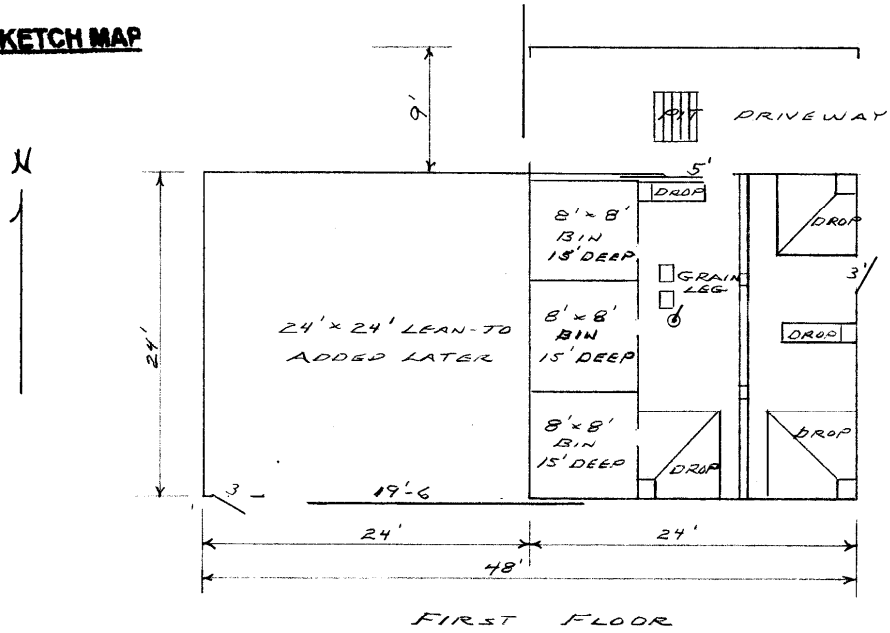 KETCH MAP
N
9'
PIT DRIVEWAY
5'
DROP
DROP
8' x 8'
BIN
15' DEEP
GRAIN
LEG
3'
24'
24' x 24' LEAN-TO
ADDED LATER
8' x 8'
BIN
15' DEEP
DROP
8' x 8'
BIN
15' DEEP
DROP
DROP
3'
19'-6
24'
24'
48'
FIRST FLOOR